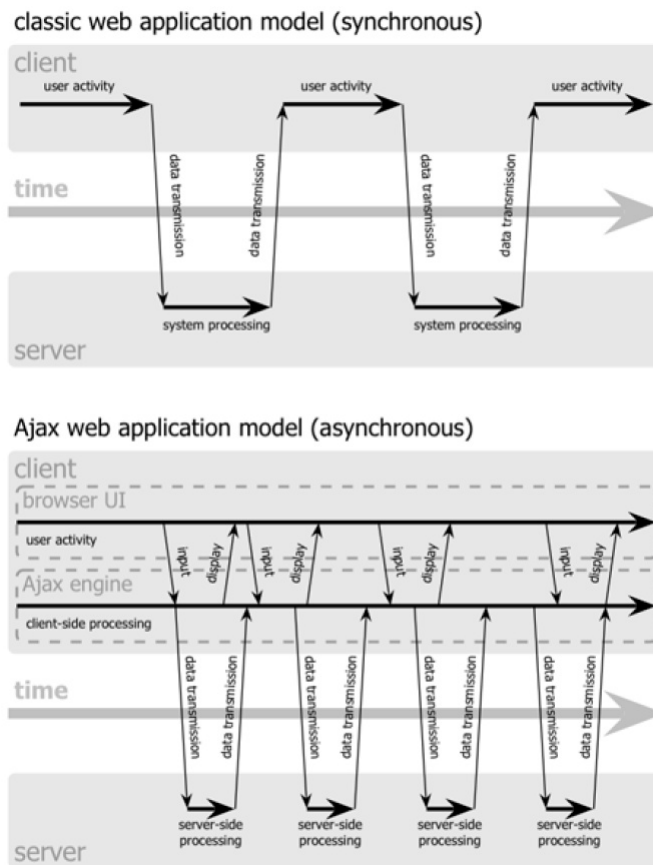 classic web application model (synchronous)
client
user activity
user activity
user activity
data transmission
data transmission
data transmission
data transmission
time
system processing
system processing
server
Ajax web application model (asynchronous)
client
browser UI
user activity
input
display
input
display
input
display
input
display
Ajax engine
client-side processing
data transmission
data transmission
data transmission
data transmission
data transmission
data transmission
data transmission
data transmission
time
server-side
processing
server-side
processing
server-side
processing
server-side
processing
server